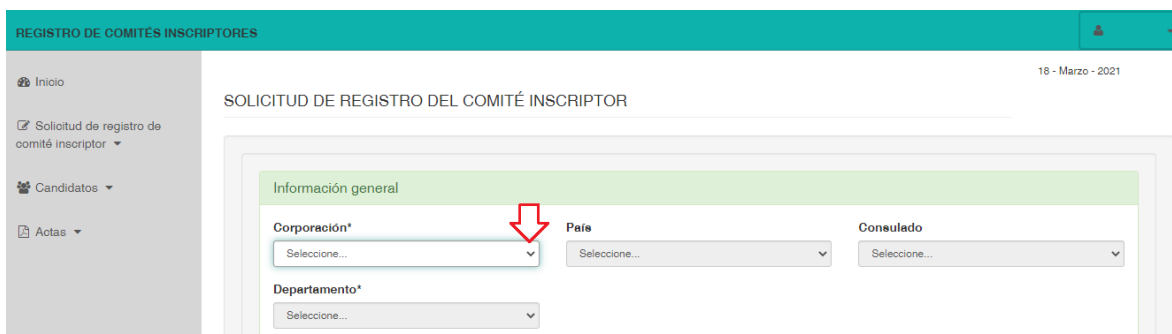 REGISTRO DE COMITÉS INSCRIPTORES
18 - Marzo - 2021
Inicio
Solicitud de registro de
comité inscriptor
Candidatos
Actas
SOLICITUD DE REGISTRO DEL COMITÉ INSCRIPTOR
Información general
Corporación* País Consulado
Seleccione... Seleccione... Seleccione...
Departamento*
Seleccione...